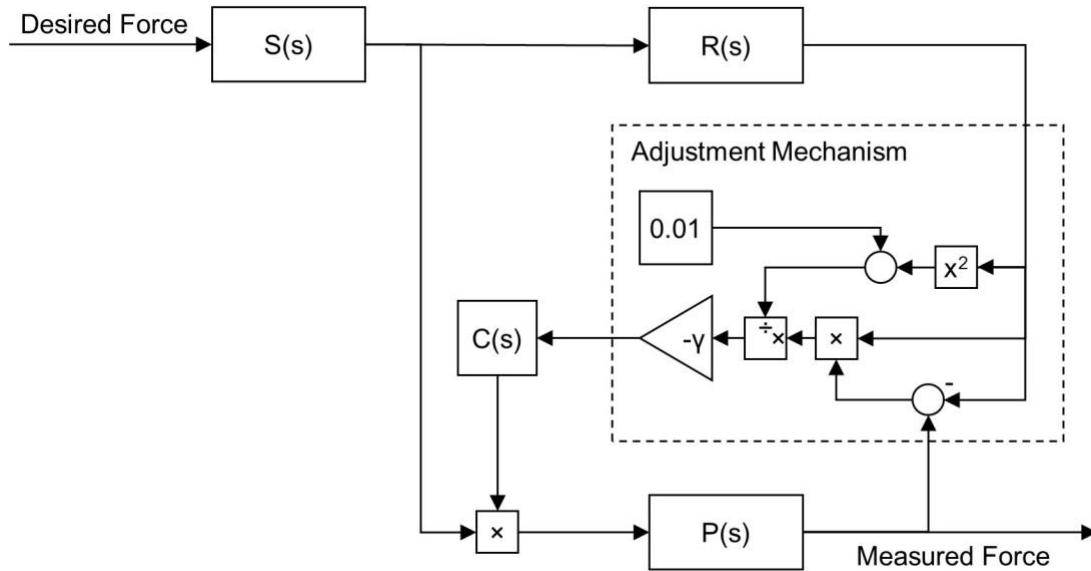 Desired Force
S(s)
R(s)
Adjustment Mechanism
0.01
x²
C(s)
-γ
÷
×
×
-
×
P(s)
Measured Force